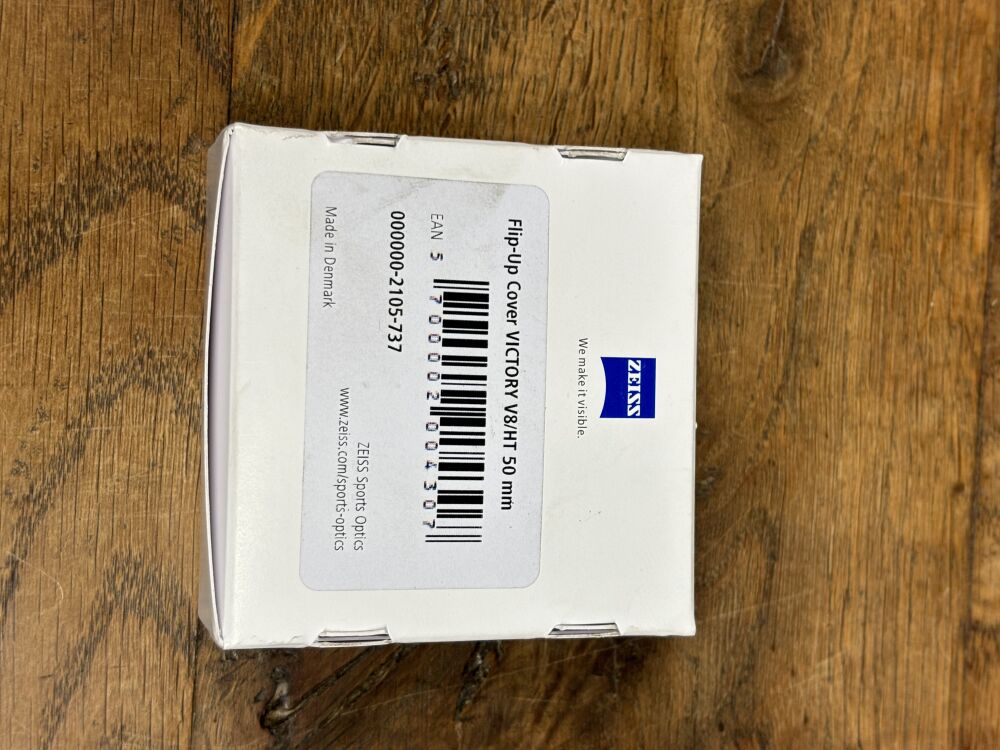 ZEISS
We make it visible.
Flip-Up Cover VICTORY V8/HT 50 mm
EAN 5 700002 004307
000000-2105-737
ZEISS Sports Optics
www.zeiss.com/sports-optics
Made in Denmark